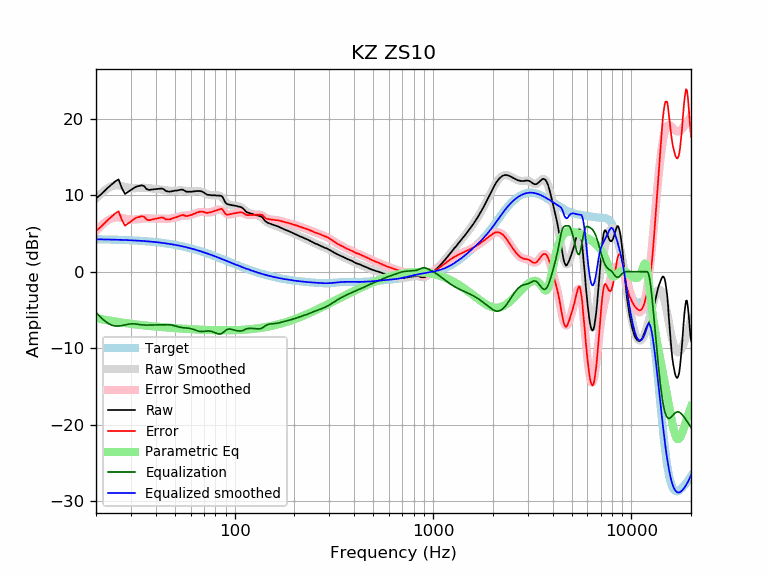 KZ ZS10
Amplitude (dBr)
20
10
0
−10
−20
−30
Target
Raw Smoothed
Error Smoothed
Raw
Error
Parametric Eq
Equalization
Equalized smoothed
100
1000
10000
Frequency (Hz)